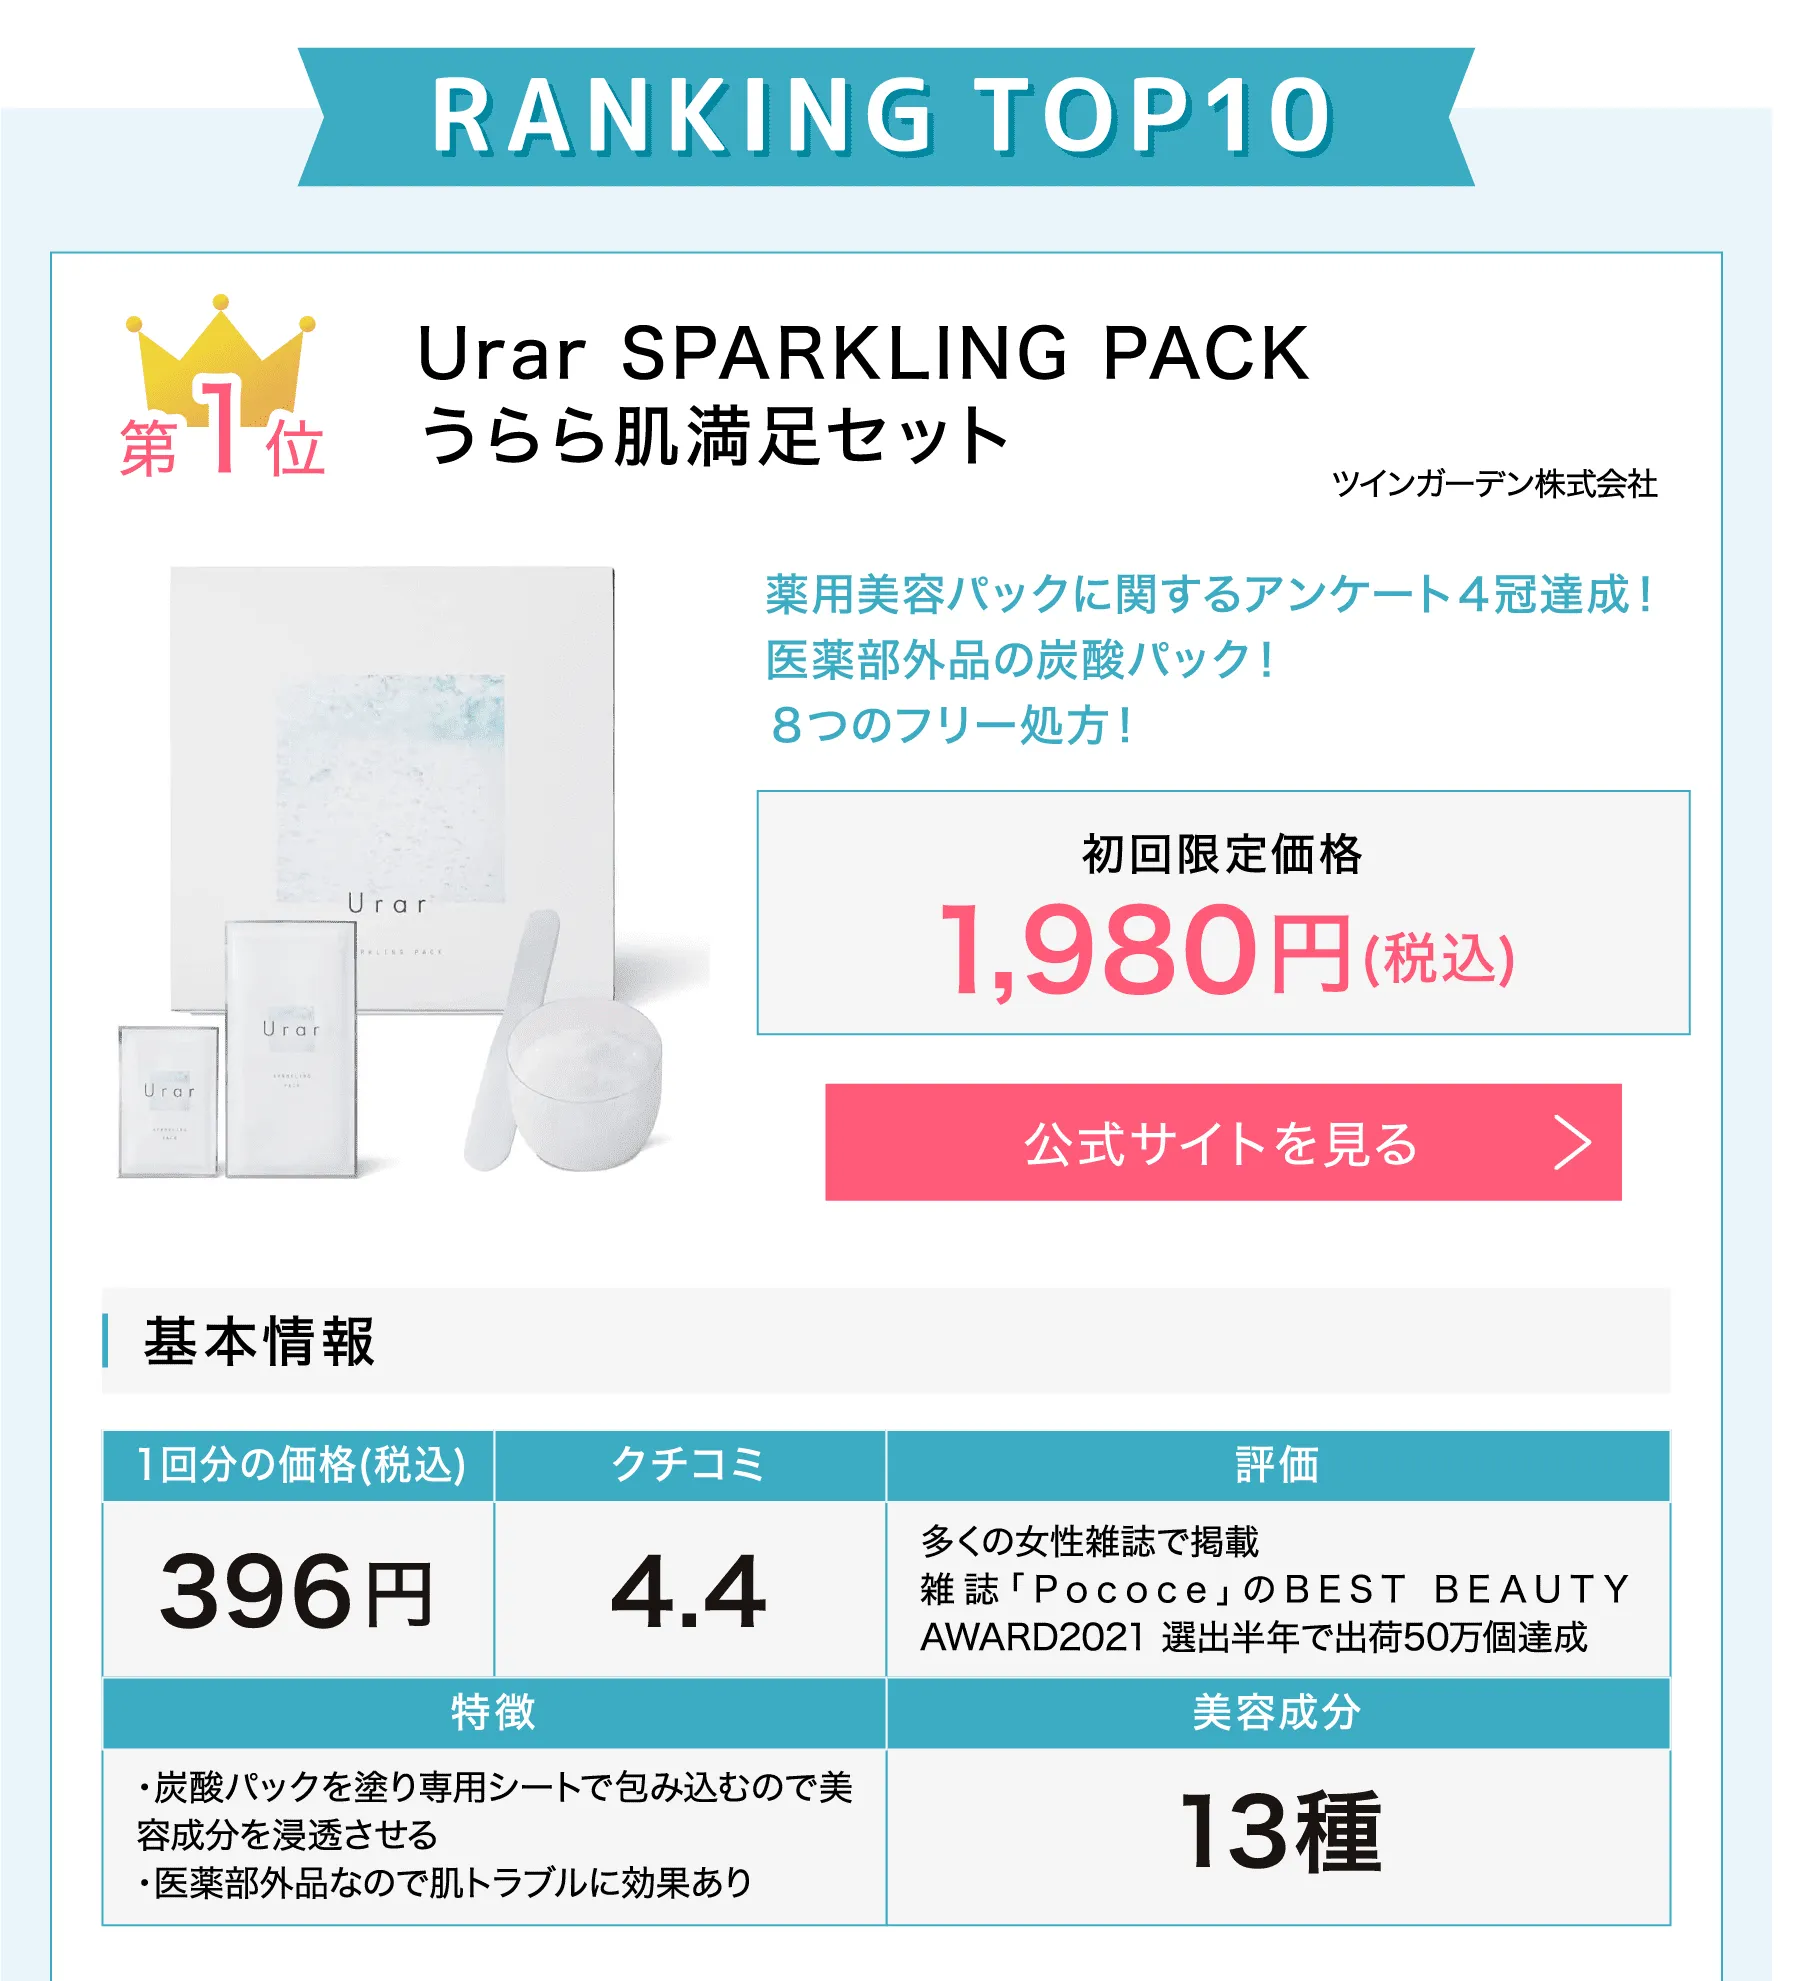 RANKING TOP10
第1位
Urar SPARKLING PACK
うらら肌満足セット
ツインガーデン株式会社
薬用美容パックに関するアンケート4冠達成！
医薬部外品の炭酸パック！
8つのフリー処方！
Urar
PACK
Urar
SPARKLING
PACK
Urar
SPARKLING
PACK
初回限定価格
1,980円(税込)
公式サイトを見る
基本情報
1回分の価格(税込)
クチコミ
評価
396円
4.4
多くの女性雑誌で掲載
雑誌「Pococe」のBEST BEAUTY
AWARD2021 選出半年で出荷50万個達成
特徴
美容成分
・炭酸パックを塗り専用シートで包み込むので美
容成分を浸透させる
・医薬部外品なので肌トラブルに効果あり
13種